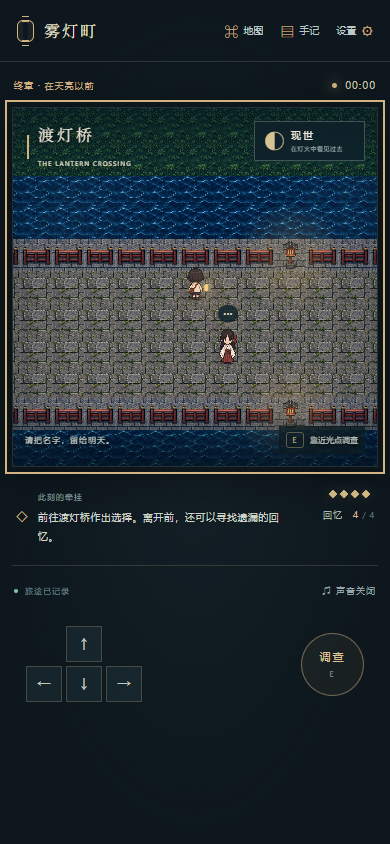 雾灯町
地图
手记
设置
终章 · 在天亮以前
00:00
渡灯桥
THE LANTERN CROSSING
现世
在灯火中看见过去
请把名字，留给明天。
E 靠近光点调查
此刻的牵挂
前往渡灯桥作出选择。离开前，还可以寻找遗漏的回
忆。
回忆 4 / 4
旅途已记录
声音关闭
↑
← ↓ →
调查
E